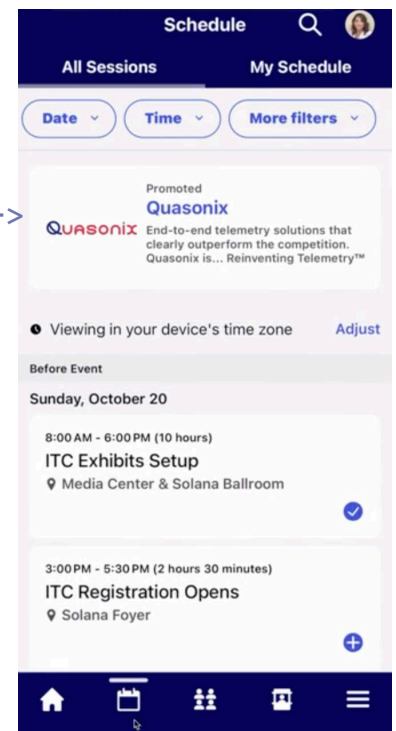 Schedule
All Sessions My Schedule
Date Time More filters
Promoted
Quasonix
QUASONIX
End-to-end telemetry solutions that
clearly outperform the competition.
Quasonix is... Reinventing Telemetry™
Viewing in your device's time zone Adjust
Before Event
Sunday, October 20
8:00 AM - 6:00 PM (10 hours)
ITC Exhibits Setup
Media Center & Solana Ballroom
3:00 PM - 5:30 PM (2 hours 30 minutes)
ITC Registration Opens
Solana Foyer